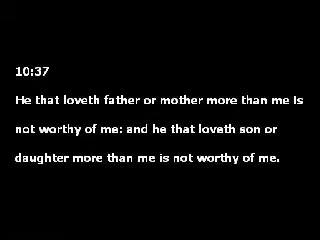 10:37
He that loveth father or mother more than me is
not worthy of me: and he that loveth son or
daughter more than me is not worthy of me.